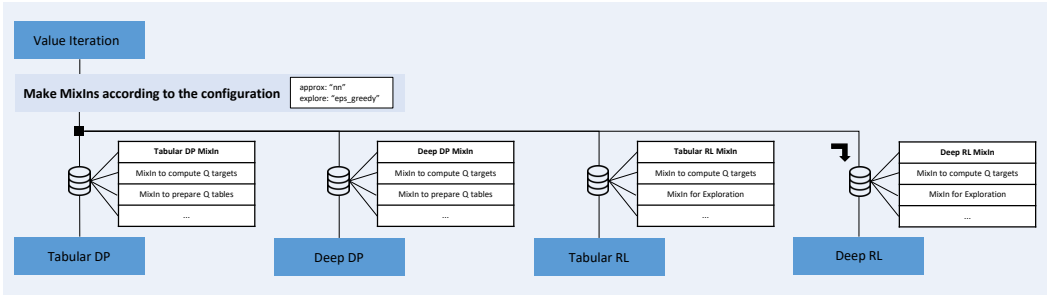 Value Iteration
Make MixIns according to the configuration
approx: "nn"
explore: "eps_greedy"
Tabular DP MixIn
MixIn to compute Q targets
MixIn to prepare Q tables
...
Deep DP MixIn
MixIn to compute Q targets
MixIn to prepare Q tables
...
Tabular RL MixIn
MixIn to compute Q targets
MixIn for Exploration
...
Deep RL MixIn
MixIn to compute Q targets
MixIn for Exploration
...
Tabular DP
Deep DP
Tabular RL
Deep RL